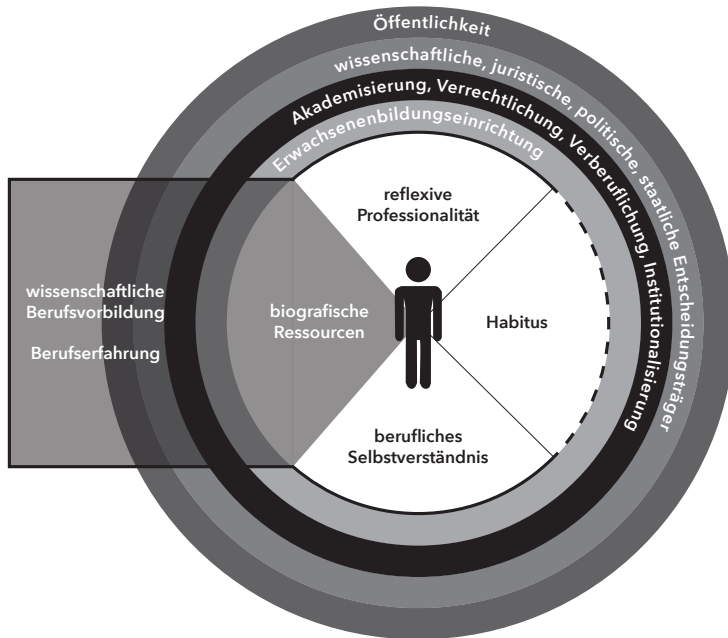 Öffentlichkeit
wissenschaftliche, juristische, politische, staatliche Entscheidungsträger
Akademisierung, Verrechtlichung, Verberuflichung, Institutionalisierung
Erwachsenenbildungseinrichtung
reflexive
Professionalität
wissenschaftliche
Berufsvorbildung
Berufserfahrung
biografische
Ressourcen
Habitus
berufliches
Selbstverständnis